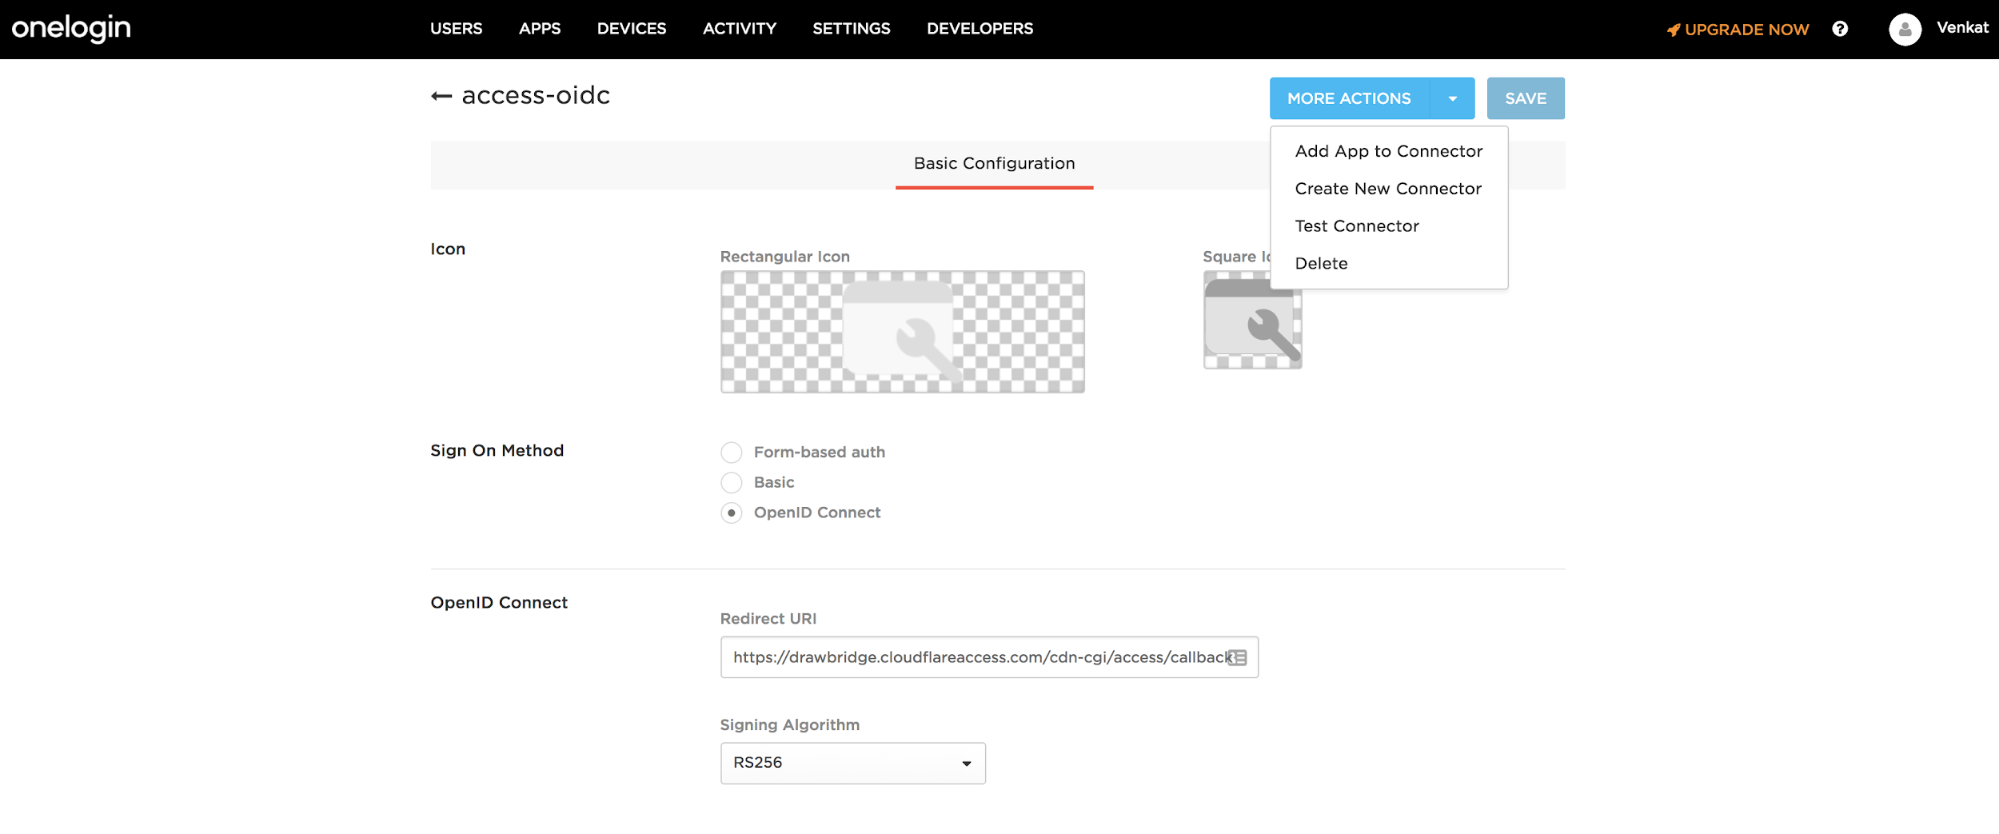 onelogin
USERS APPS DEVICES ACTIVITY SETTINGS DEVELOPERS
UPGRADE NOW ? Venkat
access-oidc
MORE ACTIONS SAVE
Basic Configuration
Add App to Connector
Create New Connector
Test Connector
Delete
Icon
Rectangular Icon
Square
Sign On Method
Form-based auth
Basic
OpenID Connect
OpenID Connect
Redirect URI
https://drawbridge.cloudflareaccess.com/cdn-cgi/access/callback
Signing Algorithm
RS256